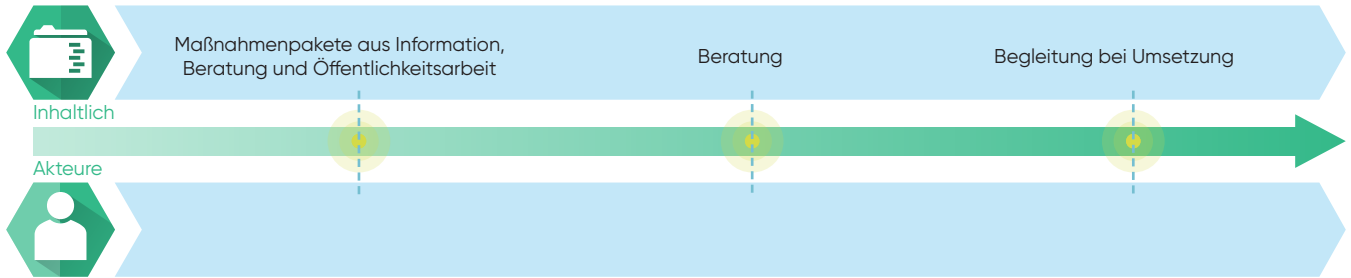 Maßnahmenpakete aus Information,
Beratung und Öffentlichkeitsarbeit
Beratung
Begleitung bei Umsetzung
Inhaltlich
Akteure